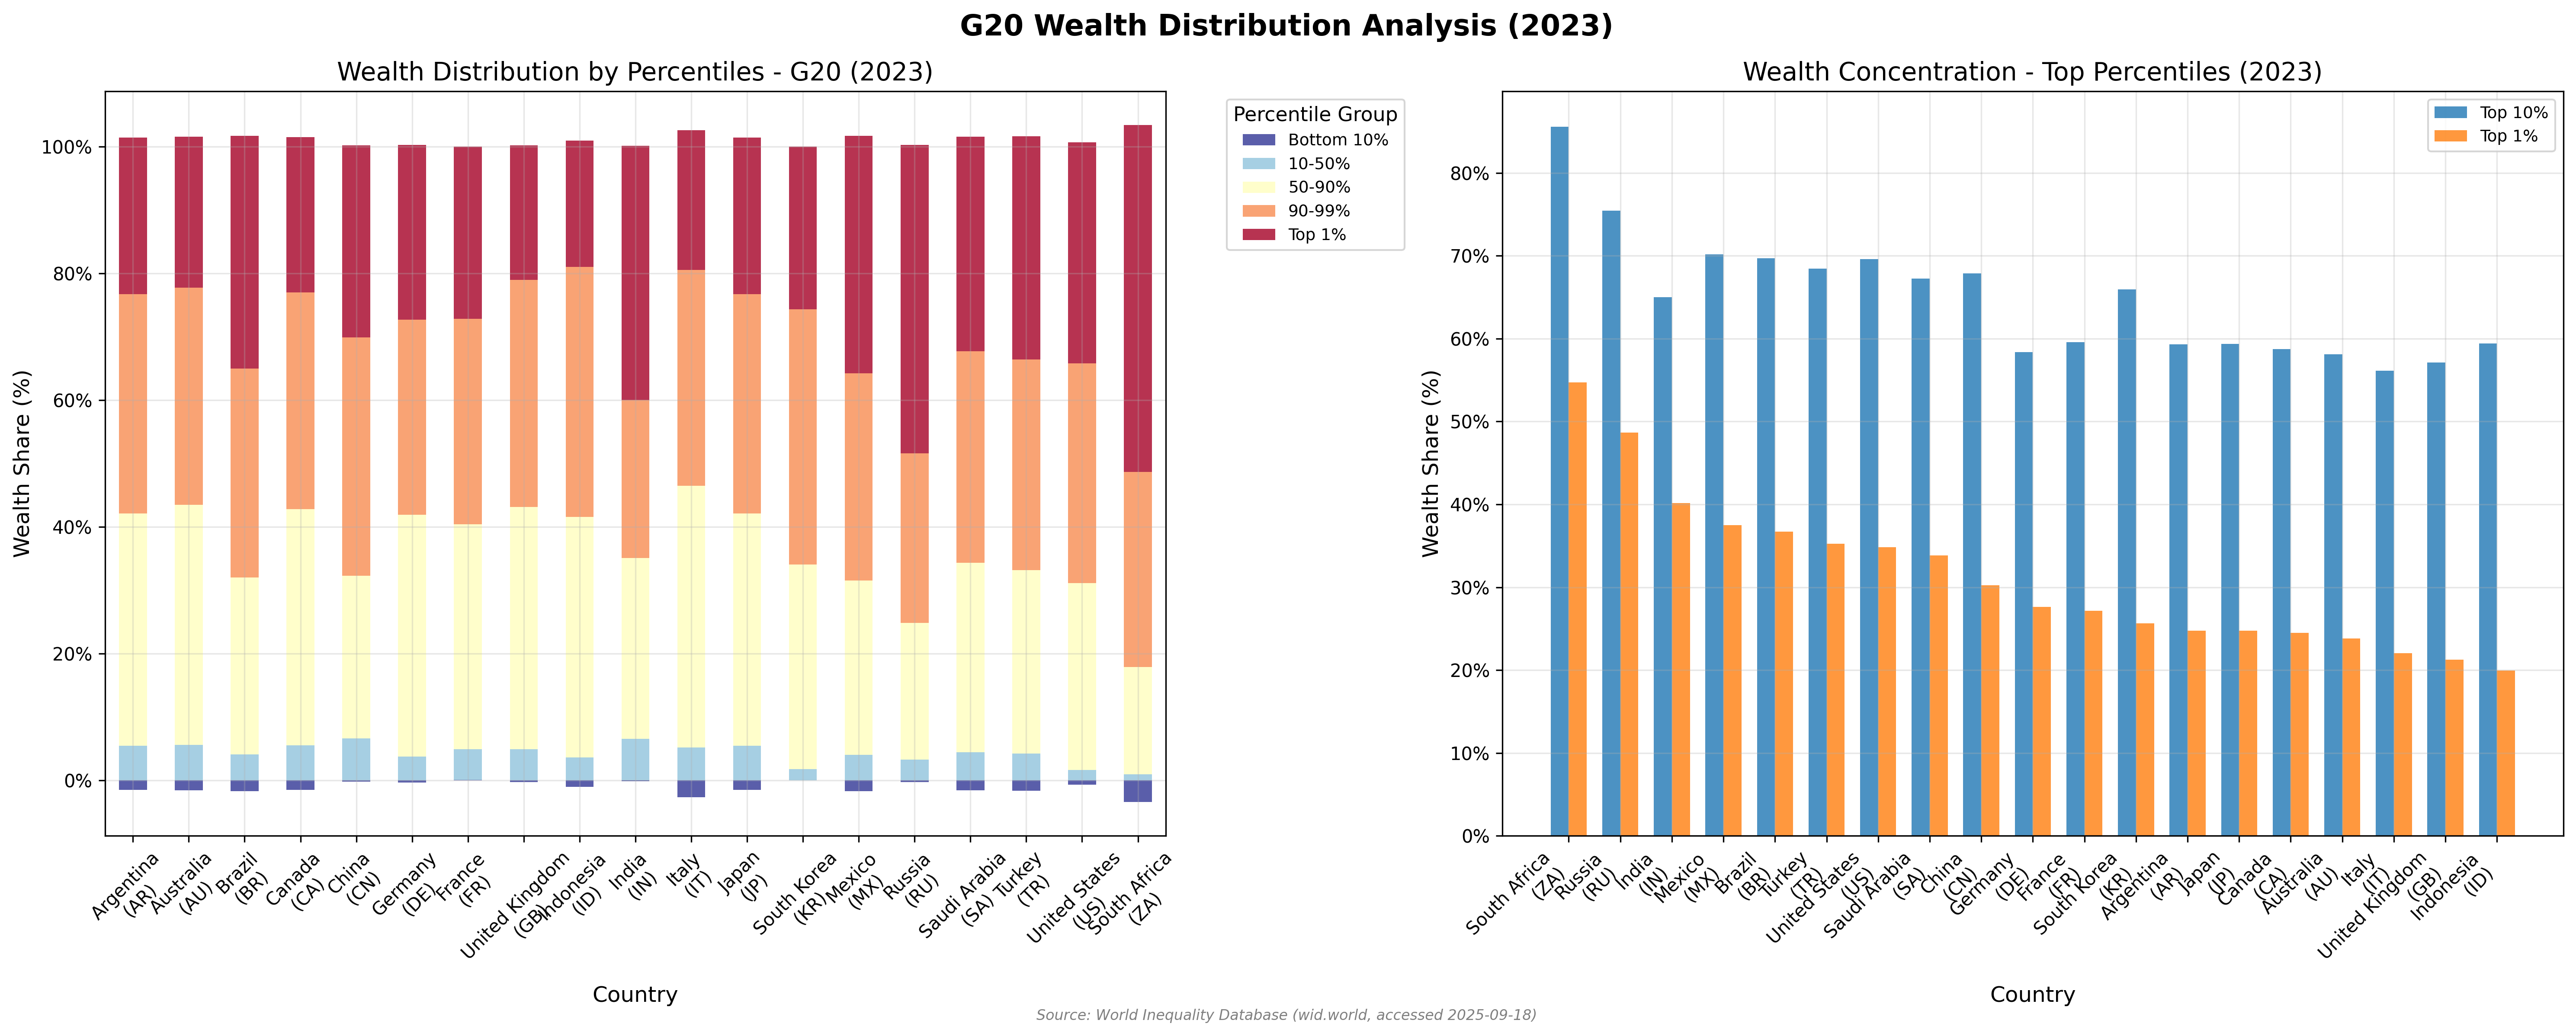 G20 Wealth Distribution Analysis (2023)
Wealth Distribution by Percentiles - G20 (2023)
Wealth Share (%)
100%
80%
60%
40%
20%
0%
Argentina
(AR)
Australia
(AU)
Brazil
(BR)
Canada
(CA)
China
(CN)
Germany
(DE)
France
(FR)
United Kingdom
(GB)
Indonesia
(ID)
India
(IN)
Italy
(IT)
Japan
(JP)
South Korea
(KR)
Mexico
(MX)
Russia
(RU)
Saudi Arabia
(SA)
Turkey
(TR)
United States
(US)
South Africa
(ZA)
Country
Percentile Group
Bottom 10%
10-50%
50-90%
90-99%
Top 1%
Wealth Concentration - Top Percentiles (2023)
Wealth Share (%)
80%
70%
60%
50%
40%
30%
20%
10%
0%
Top 10%
Top 1%
South Africa
(ZA)
Russia
(RU)
India
(IN)
Mexico
(MX)
Brazil
(BR)
Turkey
(TR)
United States
(US)
Saudi Arabia
(SA)
China
(CN)
Germany
(DE)
France
(FR)
South Korea
(KR)
Argentina
(AR)
Japan
(JP)
Canada
(CA)
Australia
(AU)
Italy
(IT)
United Kingdom
(GB)
Indonesia
(ID)
Country
Source: World Inequality Database (wid.world, accessed 2025-09-18)